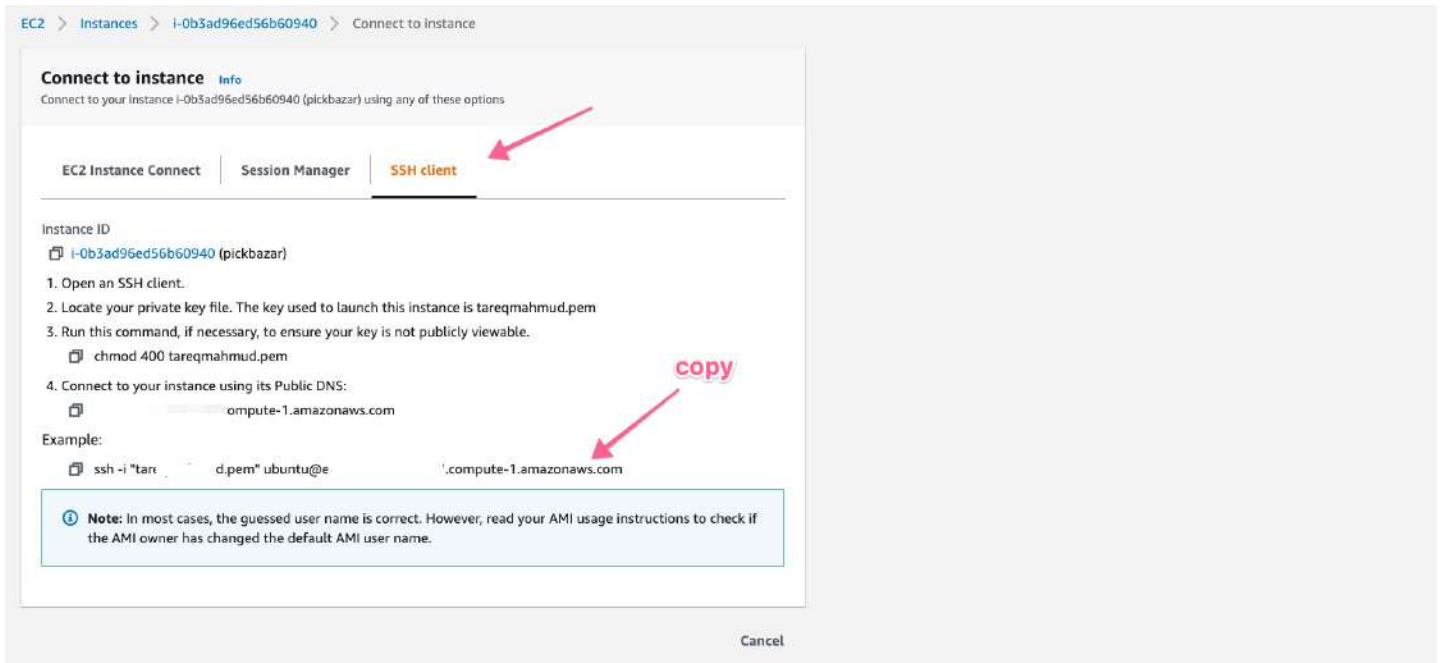 EC2 > Instances > i-0b3ad96ed56b60940 > Connect to instance
Connect to instance Info
Connect to your instance i-0b3ad96ed56b60940 (pickbazar) using any of these options
EC2 Instance Connect Session Manager SSH client
Instance ID
i-0b3ad96ed56b60940 (pickbazar)
1. Open an SSH client.
2. Locate your private key file. The key used to launch this instance is tareqmahmud.pem
3. Run this command, if necessary, to ensure your key is not publicly viewable.
chmod 400 tareqmahmud.pem
copy
4. Connect to your instance using its Public DNS:
ompute-1.amazonaws.com
Example:
ssh -i "tare d.pem" ubuntu@e .compute-1.amazonaws.com
Note: In most cases, the guessed user name is correct. However, read your AMI usage instructions to check if
the AMI owner has changed the default AMI user name.
Cancel